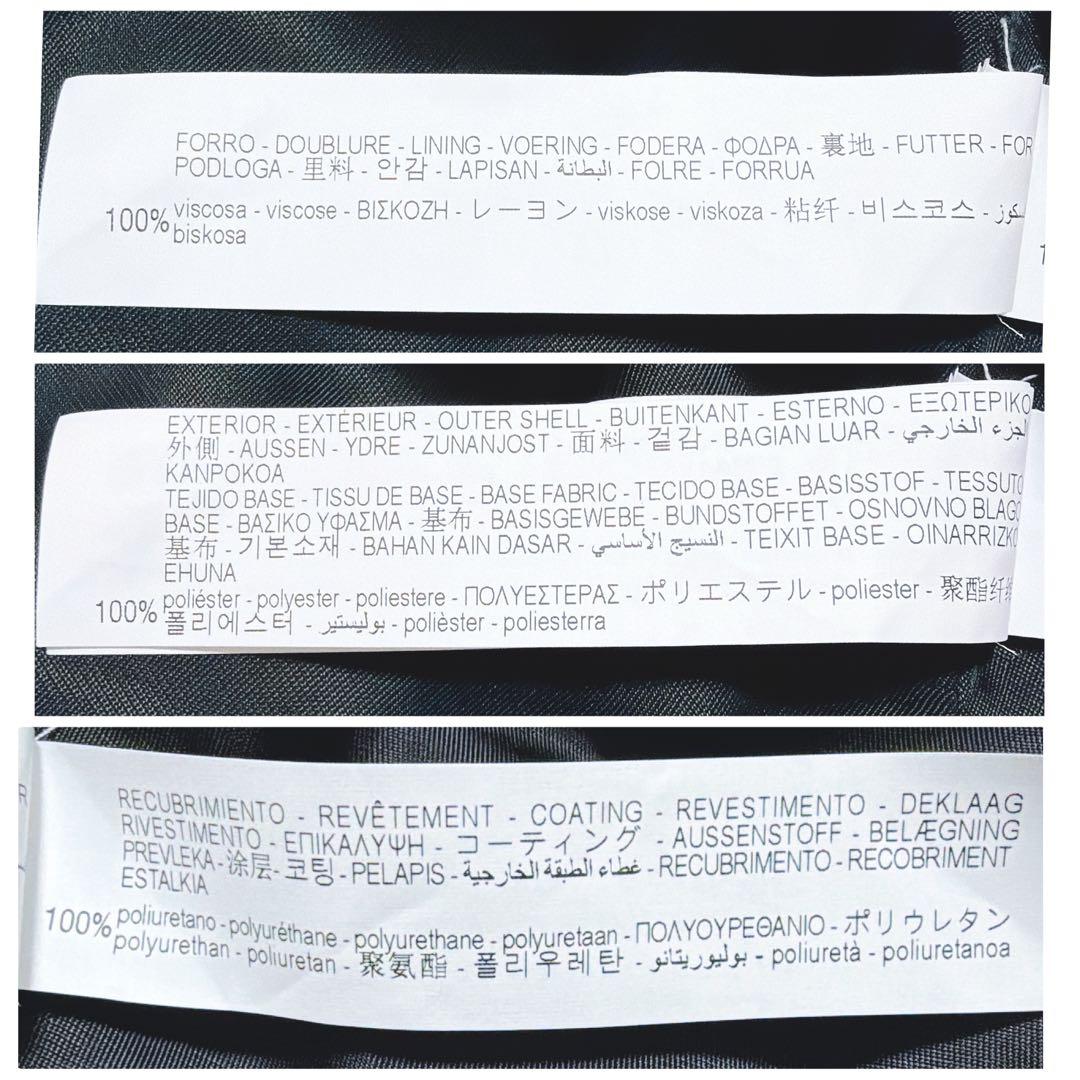 FORRO - DOUBLURE - LINING - VOERING - FODERA - ΦΟΔΡΑ - 裏地 - FUTTER - FOR
PODLOGA - 里料 - 안감 - LAPISAN - البطانة - FOLRE - FORRUA
100% viscosa - viscose - ΒΙΣΚΟΖΗ - レーヨン - viskose - viskoza - 粘纤 - 비스코스 -
biskosa
EXTERIOR - EXTÉRIEUR - OUTER SHELL - BUITENKANT - ESTERNO - ΕΞΩΤΕΡΙΚΟ
外側 - AUSSEN - YDRE - ZUNANJOST - 面料 - 겉감 - BAGIAN LUAR - الجزء الخارجي
KANPOKOA
TEJIDO BASE - TISSU DE BASE - BASE FABRIC - TECIDO BASE - BASISSTOF - TESSUTO
BASE - ΒΑΣΙΚΟ ΥΦΑΣΜΑ - 基布 - BASISGEWEBE - BUNDSTOFFET - OSNOVNO BLAGO
基布 - 기본소재 - BAHAN KAIN DASAR - النسيج الأساسي - TEIXIT BASE - OINARRIZKO
EHUNA
100% poliéster - polyester - poliestere - ΠΟΛΥΕΣΤΕΡΑΣ - ポリエステル - poliester - 聚酯纤维
폴리에스터 - بوليستير - polièster - poliesterra
RECUBRIMIENTO - REVÊTEMENT - COATING - REVESTIMENTO - DEKLAAG
RIVESTIMENTO - ΕΠΙΚΑΛΥΨΗ - コーティング - AUSSENSTOFF - BELÆGNING
PREVLEKA - 涂层 - 코팅 - PELAPIS - غطاء الطبقة الخارجية - RECUBRIMENTO - RECOBRIMENT
ESTALKIA
100% poliuretano - polyuréthane - polyurethane - polyuretaan - ΠΟΛΥΟΥΡΕΘΑΝΙΟ - ポリウレタン
polyurethan - poliuretan - 聚氨酯 - 폴리우레탄 - بوليوريتانو - poliuretà - poliuretanoa